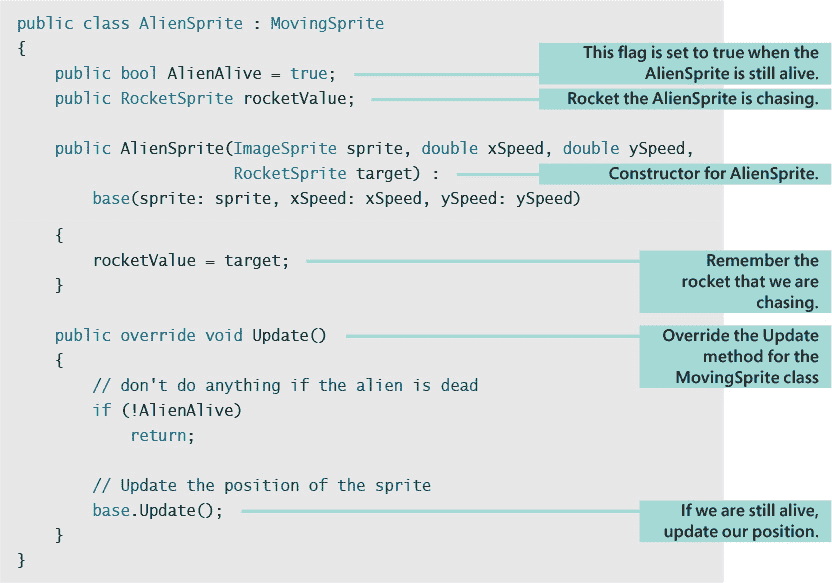 public class AlienSprite : MovingSprite
{
This flag is set to true when the
AlienSprite is still alive.
public bool AlienAlive = true;
public RocketSprite rocketValue;
Rocket the AlienSprite is chasing.
public AlienSprite(ImageSprite sprite, double xSpeed, double ySpeed,
RocketSprite target) :
Constructor for AlienSprite.
base(sprite: sprite, xSpeed: xSpeed, ySpeed: ySpeed)
{
rocketValue = target;
Remember the
rocket that we are
chasing.
}
public override void Update()
Override the Update
method for the
MovingSprite class
{
// don't do anything if the alien is dead
if (!AlienAlive)
return;
// Update the position of the sprite
base.Update();
If we are still alive,
update our position.
}
}